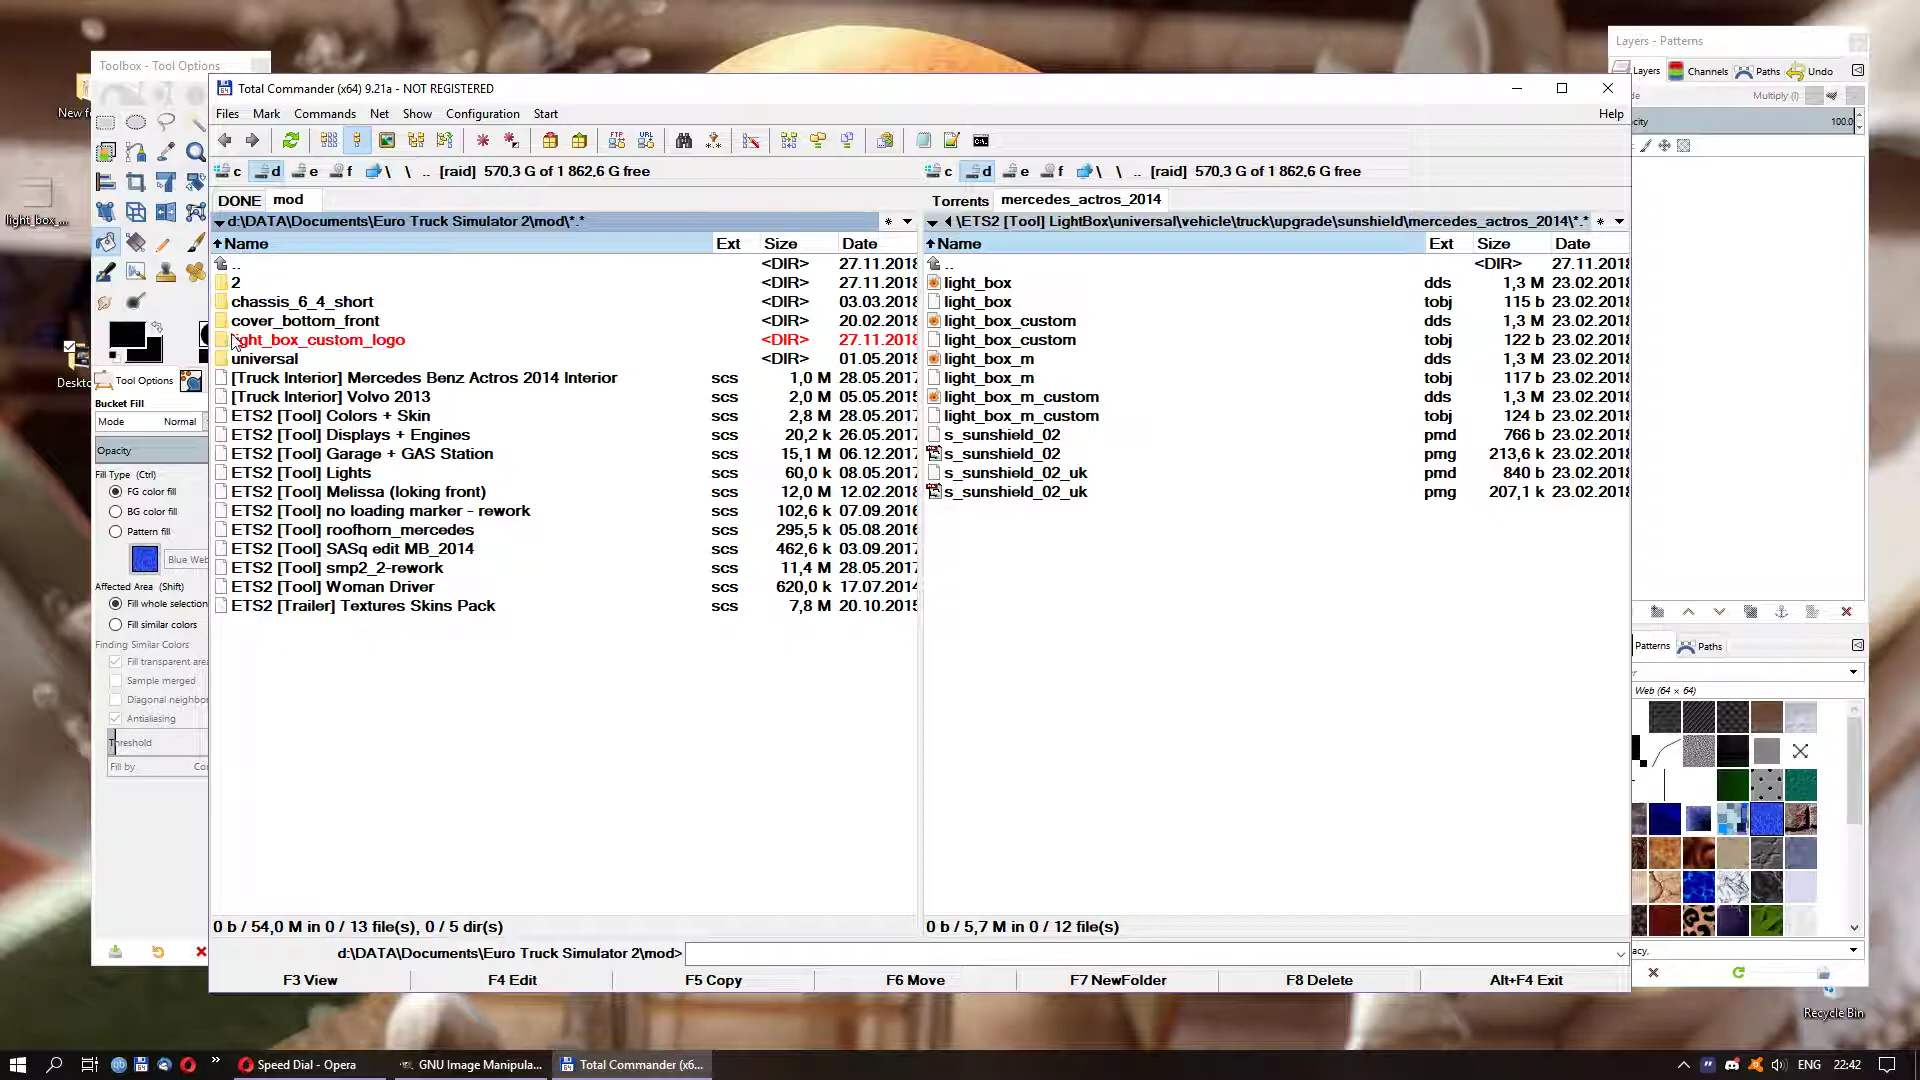 Toolbox - Tool Options
Layers - Patterns
Total Commander (x64) 9.21a - NOT REGISTERED
Files Mark Commands Net Show Configuration Start Help
Layers Channels Paths Undo
Multiply (l)
100.0
c d e f \ .. [raid] 570,3 G of 1 862,6 G free
c d e f \ .. [raid] 570,3 G of 1 862,6 G free
DONE mod
Torrents mercedes_actros_2014
d:\DATA\Documents\Euro Truck Simulator 2\mod\*.*
\ETS2 [Tool] LightBox\universal\vehicle\truck\upgrade\sunshield\mercedes_actros_2014\*.*
Name Ext Size Date
.. <DIR> 27.11.2018
2 <DIR> 27.11.2018
chassis_6_4_short <DIR> 03.03.2018
cover_bottom_front <DIR> 20.02.2018
ight_box_custom_logo <DIR> 27.11.2018
universal <DIR> 01.05.2018
[Truck Interior] Mercedes Benz Actros 2014 Interior scs 1,0 M 28.05.2017
[Truck Interior] Volvo 2013 scs 2,0 M 05.05.2015
ETS2 [Tool] Colors + Skin scs 2,8 M 28.05.2017
ETS2 [Tool] Displays + Engines scs 20,2 k 26.05.2017
ETS2 [Tool] Garage + GAS Station scs 15,1 M 06.12.2017
ETS2 [Tool] Lights scs 60,0 k 08.05.2017
ETS2 [Tool] Melissa (loking front) scs 12,0 M 12.02.2018
ETS2 [Tool] no loading marker - rework scs 102,6 k 07.09.2016
ETS2 [Tool] roofhorn_mercedes scs 295,5 k 05.08.2016
ETS2 [Tool] SASq edit MB_2014 scs 462,6 k 03.09.2017
ETS2 [Tool] smp2_2-rework scs 11,4 M 28.05.2017
ETS2 [Tool] Woman Driver scs 620,0 k 17.07.2014
ETS2 [Trailer] Textures Skins Pack scs 7,8 M 20.10.2015
0 b / 54,0 M in 0 / 13 file(s), 0 / 5 dir(s)
Name Ext Size Date
.. <DIR> 27.11.2018
light_box dds 1,3 M 23.02.2018
light_box tobj 115 b 23.02.2018
light_box_custom dds 1,3 M 23.02.2018
light_box_custom tobj 122 b 23.02.2018
light_box_m dds 1,3 M 23.02.2018
light_box_m tobj 117 b 23.02.2018
light_box_m_custom dds 1,3 M 23.02.2018
light_box_m_custom tobj 124 b 23.02.2018
s_sunshield_02 pmd 766 b 23.02.2018
s_sunshield_02 pmg 213,6 k 23.02.2018
s_sunshield_02_uk pmd 840 b 23.02.2018
s_sunshield_02_uk pmg 207,1 k 23.02.2018
0 b / 5,7 M in 0 / 12 file(s)
d:\DATA\Documents\Euro Truck Simulator 2\mod>
F3 View F4 Edit F5 Copy F6 Move F7 NewFolder F8 Delete Alt+F4 Exit
New f
light_box_...
Deskto
Tool Options
Bucket Fill
Mode Normal
Opacity
Fill Type (Ctrl)
FG color fill
BG color fill
Pattern fill
Blue Web
Affected Area (Shift)
Fill whole selection
Fill similar colors
Finding Similar Colors
Fill transparent area
Sample merged
Diagonal neighbor
Antialiasing
Threshold
Fill by Co
Patterns Paths
Web (64 × 64)
Recycle Bin
Speed Dial - Opera
GNU Image Manipula...
Total Commander (x6...
ENG 22:42